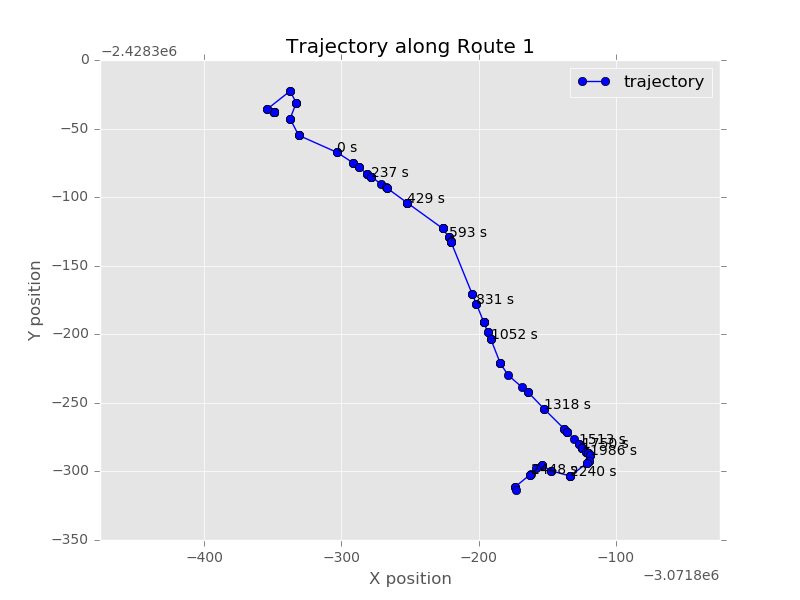 Trajectory along Route 1
−2.4283e6
0
−50
−100
−150
−200
−250
−300
−350
Y position
trajectory
0 s
237 s
429 s
593 s
831 s
1052 s
1318 s
1513 s
1750 s
1986 s
2240 s
−400
−300
−200
−100
X position
−3.0718e6